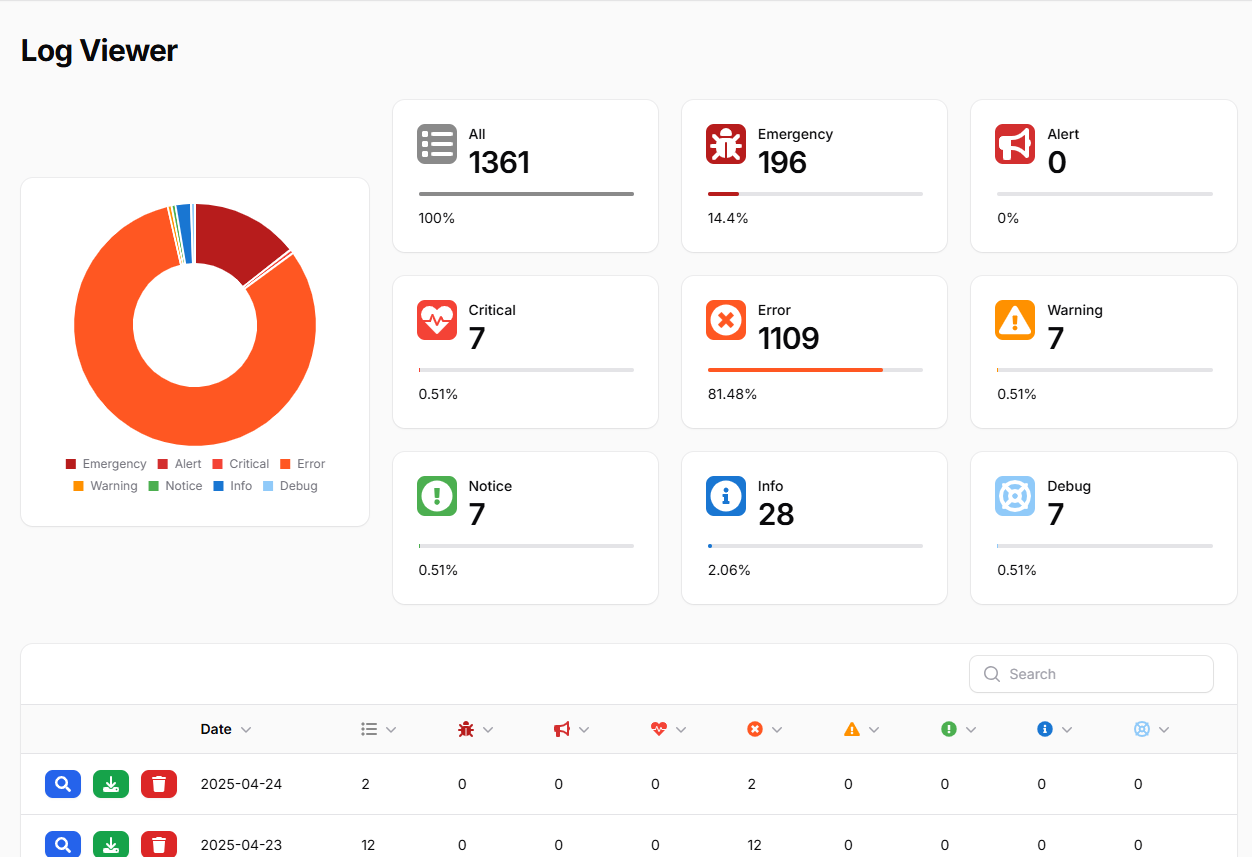 Log Viewer
All
1361
100%
Emergency
196
14.4%
Alert
0
0%
Critical
7
0.51%
Error
1109
81.48%
Warning
7
0.51%
Notice
7
0.51%
Info
28
2.06%
Debug
7
0.51%
Emergency Alert Critical Error
Warning Notice Info Debug
Search
Date
2025-04-24 2 0 0 0 2 0 0 0 0
2025-04-23 12 0 0 0 12 0 0 0 0